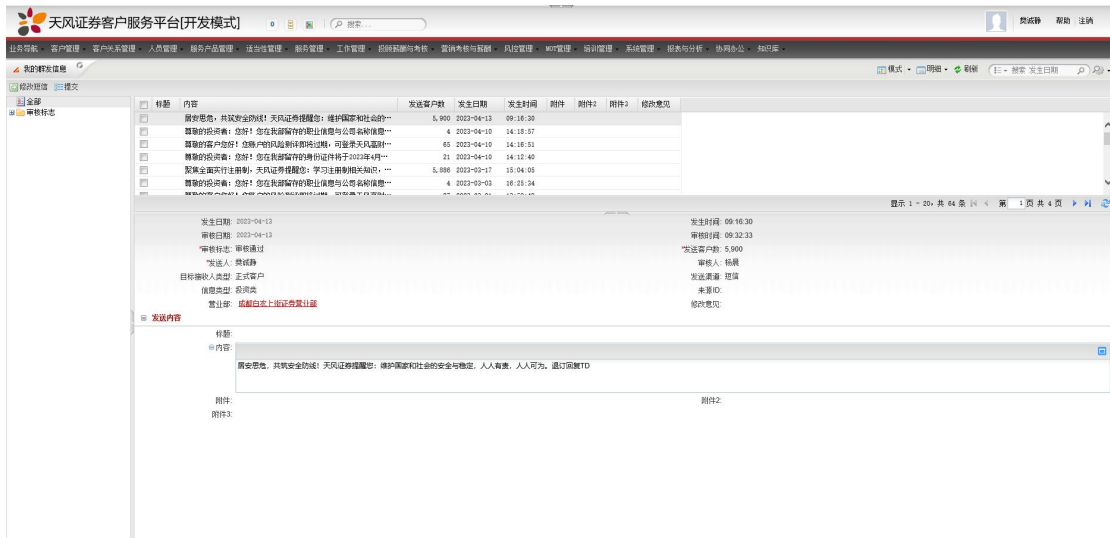 天风证券客户服务平台[开发模式] 0 搜索... 樊诚静 帮助 注销
业务导航 客户管理 客户关系管理 人员管理 服务产品管理 适当性管理 服务管理 工作管理 投顾薪酬与考核 营销考核与薪酬 风控管理 MOT管理 培训管理 系统管理 报表与分析 协同办公 知识库
我的群发信息 模式 明细 刷新 搜索 发生日期
修改短信 提交
全部
审核标志
标题 内容 发送客户数 发生日期 发生时间 附件 附件2 附件3 修改意见
居安思危,共筑安全防线!天风证券提醒您:维护国家和社会的… 5,900 2023-04-13 09:16:30
尊敬的投资者:您好!您在我部留存的职业信息与公司名称信息… 4 2023-04-10 14:18:57
尊敬的客户您好!您账户的风险测评即将过期,可登录天风高财… 65 2023-04-10 14:16:51
尊敬的投资者:您好!您在我部留存的身份证件将于2023年4月… 21 2023-04-10 14:12:40
聚焦全面实行注册制,天风证券提醒您:学习注册制相关知识,… 5,886 2023-03-17 15:04:05
尊敬的投资者:您好!您在我部留存的职业信息与公司名称信息… 4 2023-03-03 16:25:34
显示 1 - 20,共 64 条 第 1 页 共 4 页
发生日期: 2023-04-13 发生时间: 09:16:30
审核日期: 2023-04-13 审核时间: 09:32:33
*审核标志: 审核通过 *发送客户数: 5,900
*发送人: 樊诚静 审核人: 杨晨
目标接收人类型: 正式客户 发送渠道: 短信
信息类型: 投资类 来源ID:
营业部: 成都白衣上街证券营业部 修改意见:
发送内容
标题:
内容:
居安思危,共筑安全防线!天风证券提醒您:维护国家和社会的安全与稳定,人人有责,人人可为。退订回复TD
附件: 附件2:
附件3: